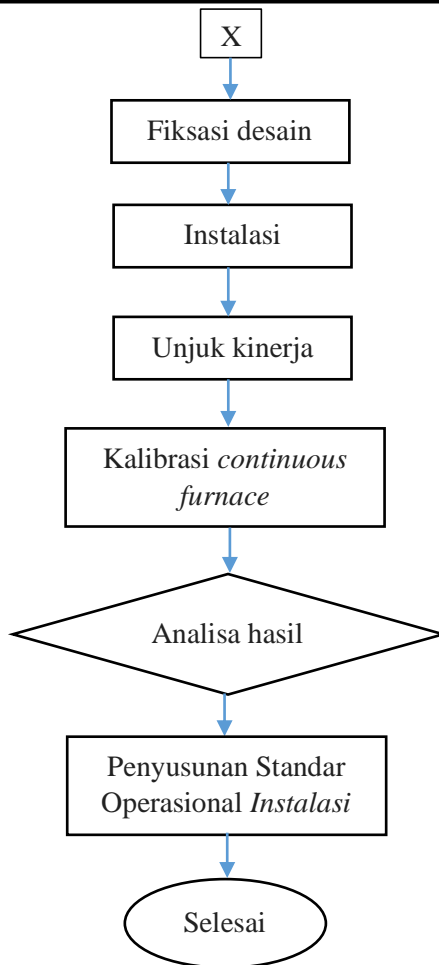 X
Fiksasi desain
Instalasi
Unjuk kinerja
Kalibrasi continuous
furnace
Analisa hasil
Penyusunan Standar
Operasional Instalasi
Selesai